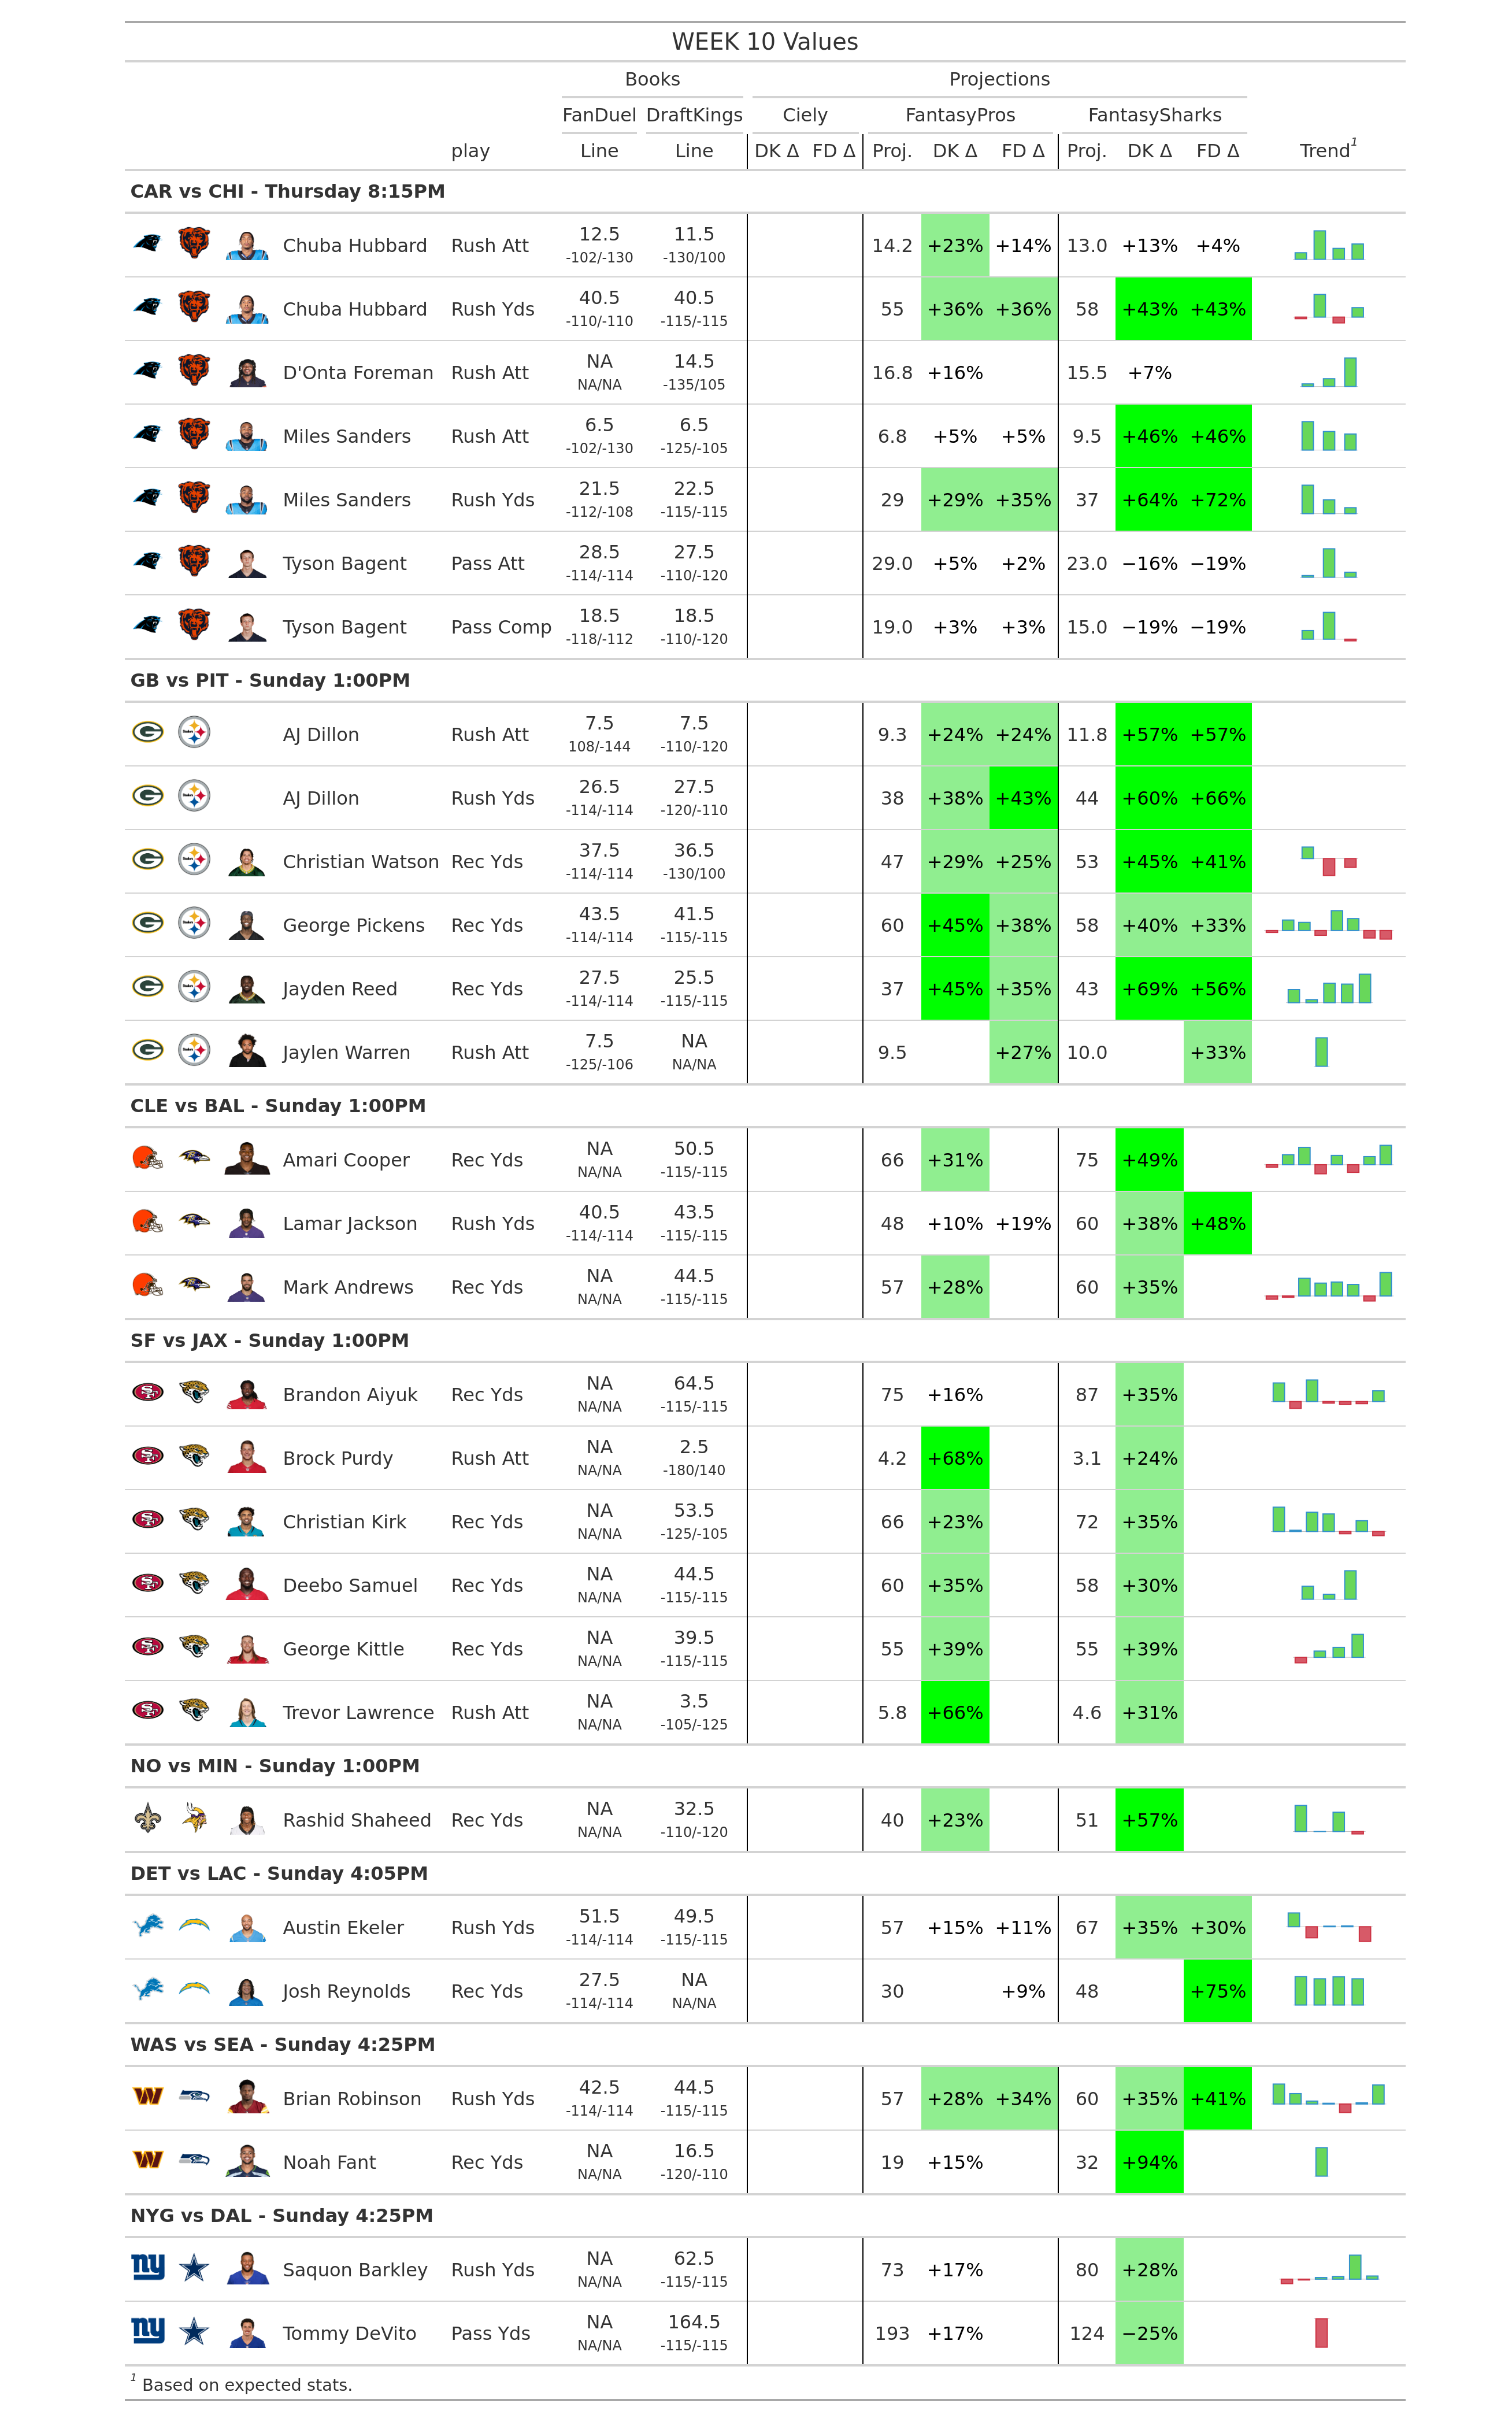 WEEK 10 Values
Books Projections
FanDuel DraftKings Ciely FantasyPros FantasySharks
play Line Line DK Δ FD Δ Proj. DK Δ FD Δ Proj. DK Δ FD Δ Trend1
CAR vs CHI - Thursday 8:15PM
Chuba Hubbard Rush Att 12.5 11.5 14.2 +23% +14% 13.0 +13% +4%
-102/-130 -130/100
Chuba Hubbard Rush Yds 40.5 40.5 55 +36% +36% 58 +43% +43%
-110/-110 -115/-115
D'Onta Foreman Rush Att NA 14.5 16.8 +16% 15.5 +7%
NA/NA -135/105
Miles Sanders Rush Att 6.5 6.5 6.8 +5% +5% 9.5 +46% +46%
-102/-130 -125/-105
Miles Sanders Rush Yds 21.5 22.5 29 +29% +35% 37 +64% +72%
-112/-108 -115/-115
Tyson Bagent Pass Att 28.5 27.5 29.0 +5% +2% 23.0 −16% −19%
-114/-114 -110/-120
Tyson Bagent Pass Comp 18.5 18.5 19.0 +3% +3% 15.0 −19% −19%
-118/-112 -110/-120
GB vs PIT - Sunday 1:00PM
AJ Dillon Rush Att 7.5 7.5 9.3 +24% +24% 11.8 +57% +57%
108/-144 -110/-120
AJ Dillon Rush Yds 26.5 27.5 38 +38% +43% 44 +60% +66%
-114/-114 -120/-110
Christian Watson Rec Yds 37.5 36.5 47 +29% +25% 53 +45% +41%
-114/-114 -130/100
George Pickens Rec Yds 43.5 41.5 60 +45% +38% 58 +40% +33%
-114/-114 -115/-115
Jayden Reed Rec Yds 27.5 25.5 37 +45% +35% 43 +69% +56%
-114/-114 -115/-115
Jaylen Warren Rush Att 7.5 NA 9.5 +27% 10.0 +33%
-125/-106 NA/NA
CLE vs BAL - Sunday 1:00PM
Amari Cooper Rec Yds NA 50.5 66 +31% 75 +49%
NA/NA -115/-115
Lamar Jackson Rush Yds 40.5 43.5 48 +10% +19% 60 +38% +48%
-114/-114 -115/-115
Mark Andrews Rec Yds NA 44.5 57 +28% 60 +35%
NA/NA -115/-115
SF vs JAX - Sunday 1:00PM
Brandon Aiyuk Rec Yds NA 64.5 75 +16% 87 +35%
NA/NA -115/-115
Brock Purdy Rush Att NA 2.5 4.2 +68% 3.1 +24%
NA/NA -180/140
Christian Kirk Rec Yds NA 53.5 66 +23% 72 +35%
NA/NA -125/-105
Deebo Samuel Rec Yds NA 44.5 60 +35% 58 +30%
NA/NA -115/-115
George Kittle Rec Yds NA 39.5 55 +39% 55 +39%
NA/NA -115/-115
Trevor Lawrence Rush Att NA 3.5 5.8 +66% 4.6 +31%
NA/NA -105/-125
NO vs MIN - Sunday 1:00PM
Rashid Shaheed Rec Yds NA 32.5 40 +23% 51 +57%
NA/NA -110/-120
DET vs LAC - Sunday 4:05PM
Austin Ekeler Rush Yds 51.5 49.5 57 +15% +11% 67 +35% +30%
-114/-114 -115/-115
Josh Reynolds Rec Yds 27.5 NA 30 +9% 48 +75%
-114/-114 NA/NA
WAS vs SEA - Sunday 4:25PM
Brian Robinson Rush Yds 42.5 44.5 57 +28% +34% 60 +35% +41%
-114/-114 -115/-115
Noah Fant Rec Yds NA 16.5 19 +15% 32 +94%
NA/NA -120/-110
NYG vs DAL - Sunday 4:25PM
Saquon Barkley Rush Yds NA 62.5 73 +17% 80 +28%
NA/NA -115/-115
Tommy DeVito Pass Yds NA 164.5 193 +17% 124 −25%
NA/NA -115/-115
1 Based on expected stats.